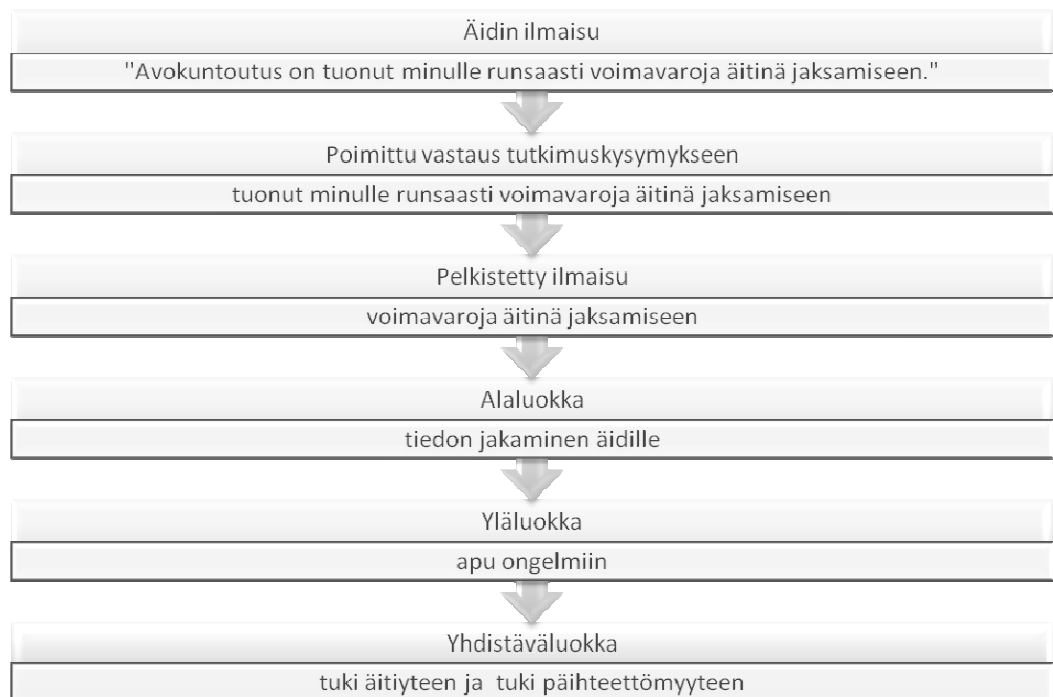 Äidin ilmaisu
"Avokuntoutus on tuonut minulle runsaasti voimavaroja äitinä jaksamiseen."
Poimittu vastaus tutkimuskysymykseen
tuonut minulle runsaasti voimavaroja äitinä jaksamiseen
Pelkistetty ilmaisu
voimavaroja äitinä jaksamiseen
Alaluokka
tiedon jakaminen äidille
Yläluokka
apu ongelmiin
Yhdistäväluokka
tuki äitiyteen ja tuki päihteettömyyteen